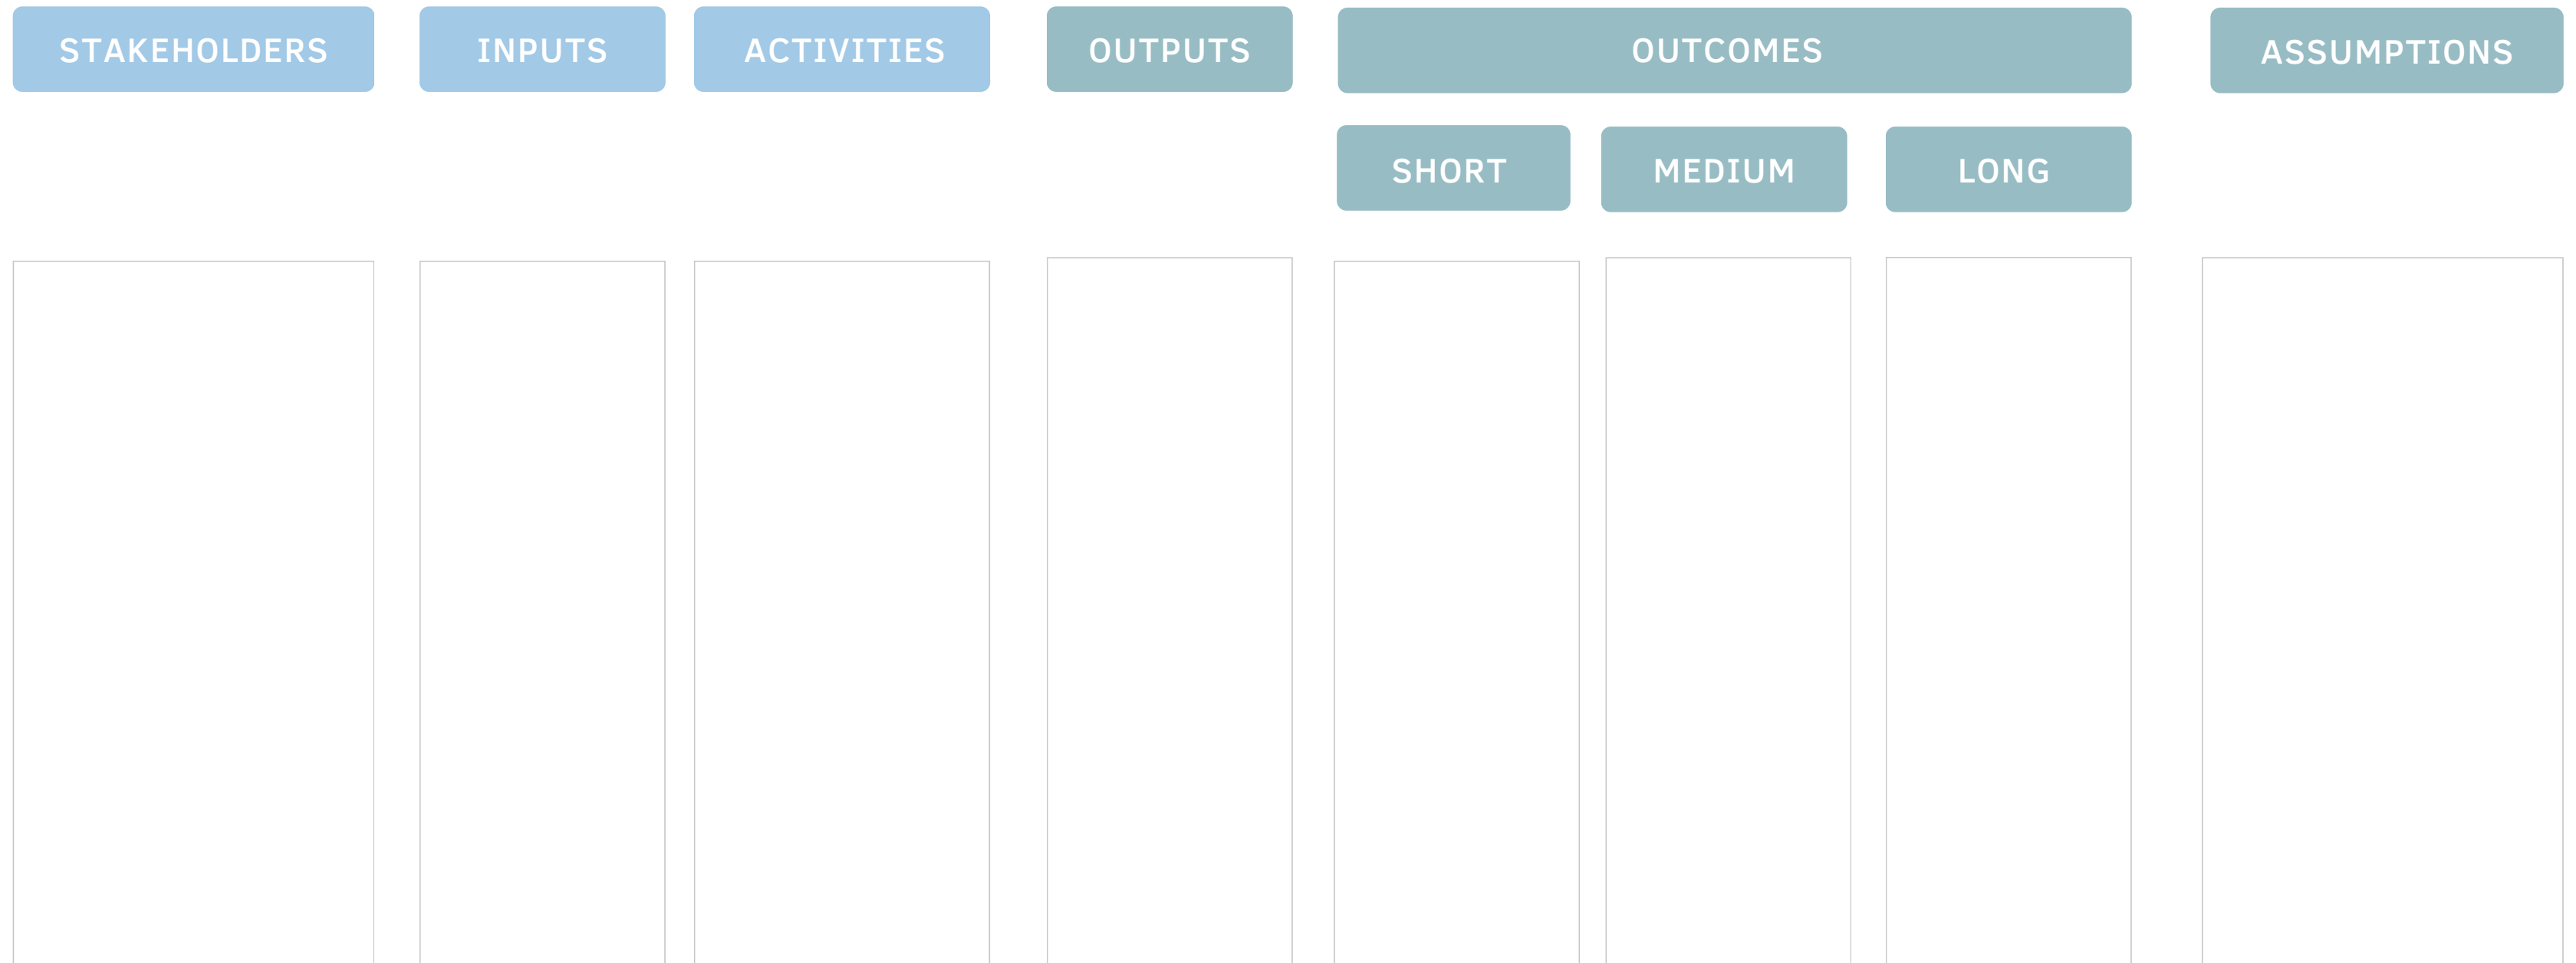 STAKEHOLDERS
INPUTS
ACTIVITIES
OUTPUTS
OUTCOMES
ASSUMPTIONS
SHORT
MEDIUM
LONG